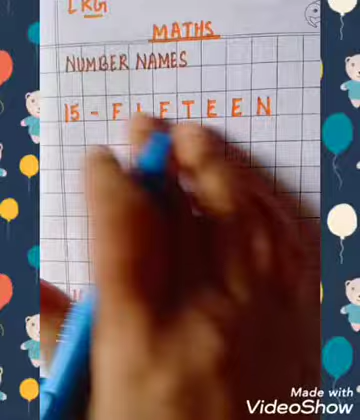 LKG
MATHS
NUMBER NAMES
15 - FIFTEEN
Made with
VideoShow